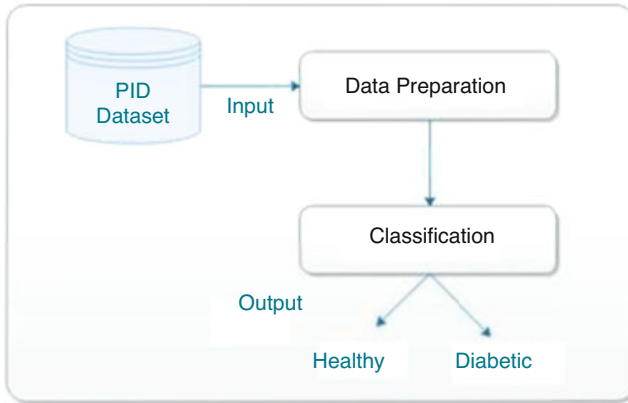 PID
Dataset
Input
Data Preparation
Classification
Output
Healthy
Diabetic